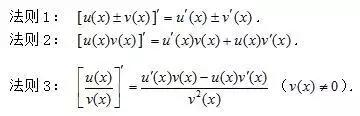 法则1： [u(x)±v(x)]′=u′(x)±v′(x).
法则2： [u(x)v(x)]′=u′(x)v(x)+u(x)v′(x).
法则3： [u(x)/v(x)]′=(u′(x)v(x)-u(x)v′(x))/v²(x) （v(x)≠0）.